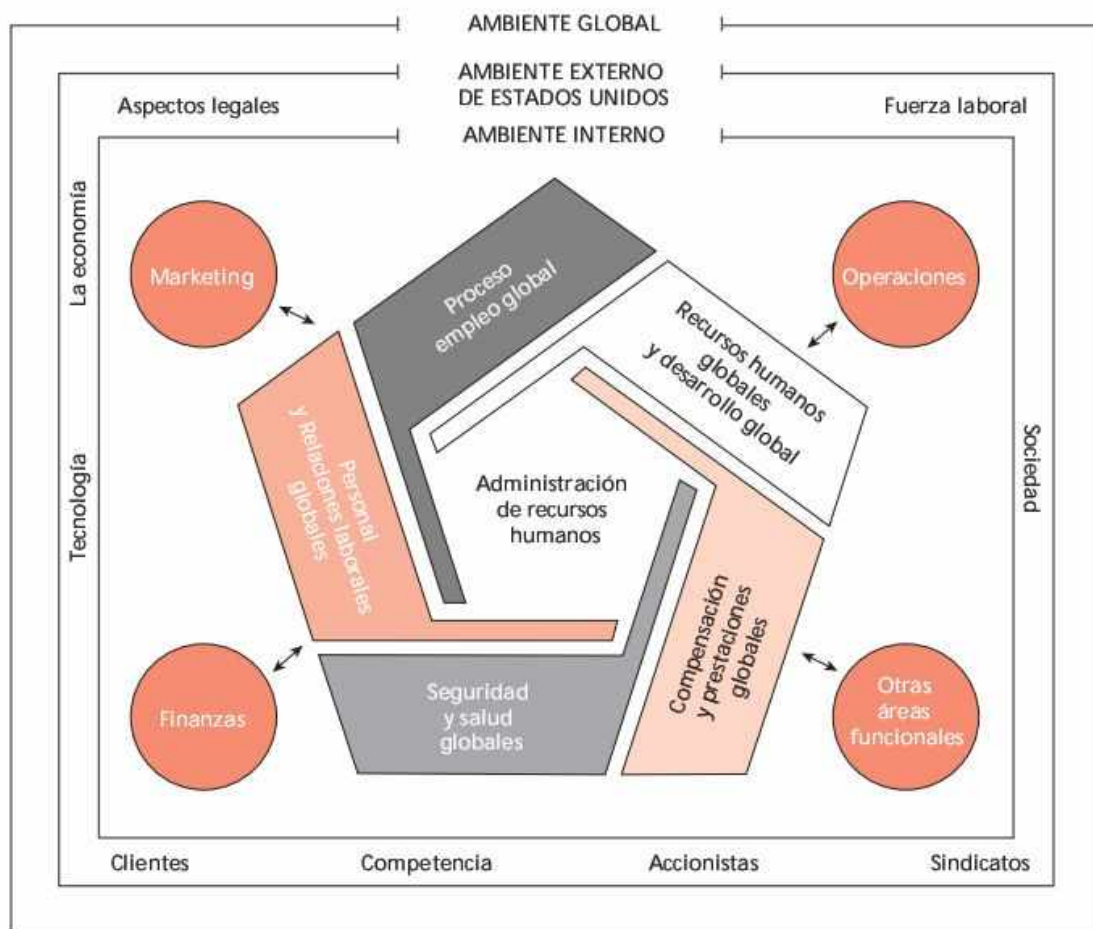 AMBIENTE GLOBAL
AMBIENTE EXTERNO
DE ESTADOS UNIDOS
Aspectos legales
Fuerza laboral
AMBIENTE INTERNO
La economía
Marketing
Proceso
empleo global
Operaciones
Recursos humanos
globales
y desarrollo global
Tecnología
Personal
y Relaciones laborales
globales
Administración
de recursos
humanos
Sociedad
Compensación
y prestaciones
globales
Finanzas
Seguridad
y salud
globales
Otras
áreas
funcionales
Clientes
Competencia
Accionistas
Sindicatos